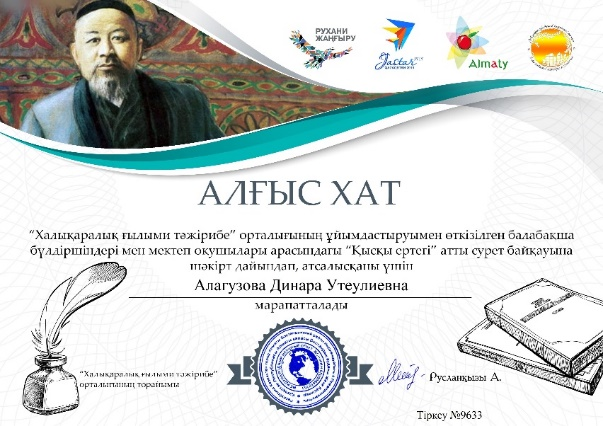 РУХАНИ
ЖАҢҒЫРУ
Jastar
Almaty
АЛҒЫС ХАТ
“Халықаралық ғылыми тәжірибе” орталығының ұйымдастыруымен өткізілген балабақша
бүлдіршіндері мен мектеп оқушылары арасындағы “Қысқы ертегі” атты сурет байқауына
шәкірт дайындап, атсалысқаны үшін
Алагузова Динара Утеулиевна
марапатталады
“Халықаралық ғылыми тәжірибе”
орталығының төрайымы
Русланқызы А.
Тіркеу №9633